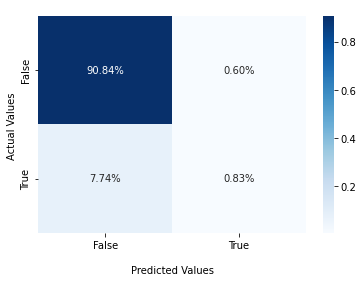 False
90.84%
0.60%
True
7.74%
0.83%
Actual Values
False
True
Predicted Values
0.8
0.6
0.4
0.2